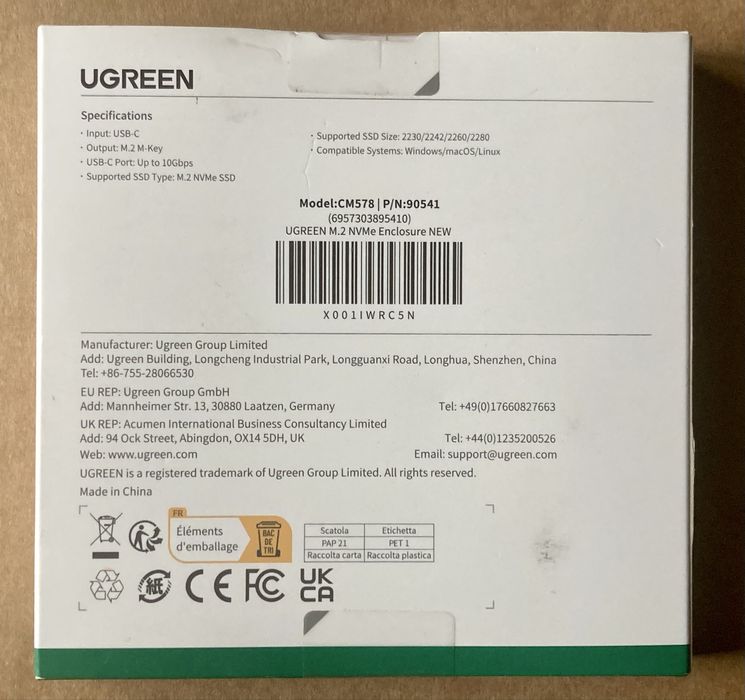 UGREEN
Specifications
· Input: USB-C
· Output: M.2 M-Key
· USB-C Port: Up to 10Gbps
· Supported SSD Type: M.2 NVMe SSD
· Supported SSD Size: 2230/2242/2260/2280
· Compatible Systems: Windows/macOS/Linux
Model:CM578 | P/N:90541
(6957303895410)
UGREEN M.2 NVMe Enclosure NEW
X001IWRC5N
Manufacturer: Ugreen Group Limited
Add: Ugreen Building, Longcheng Industrial Park, Longguanxi Road, Longhua, Shenzhen, China
Tel: +86-755-28066530
EU REP: Ugreen Group GmbH
Add: Mannheimer Str. 13, 30880 Laatzen, Germany Tel: +49(0)17660827663
UK REP: Acumen International Business Consultancy Limited
Add: 94 Ock Street, Abingdon, OX14 5DH, UK Tel: +44(0)1235200526
Web: www.ugreen.com Email: support@ugreen.com
UGREEN is a registered trademark of Ugreen Group Limited. All rights reserved.
Made in China
FR
Éléments
d'emballage
BAC
DE
TRI
Scatola Etichetta
PAP 21 PET 1
Raccolta carta Raccolta plastica
紙 CE FC UK
CA